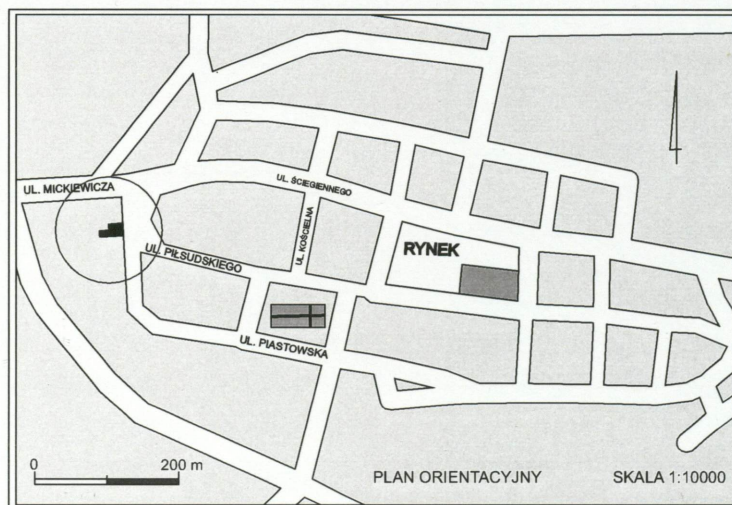 UL. MICKIEWICZA
UL. ŚCIEGIENNEGO
UL. KOŚCIELNA
RYNEK
UL. PIŁSUDSKIEGO
UL. PIASTOWSKA
0 200 m
PLAN ORIENTACYJNY SKALA 1:10000